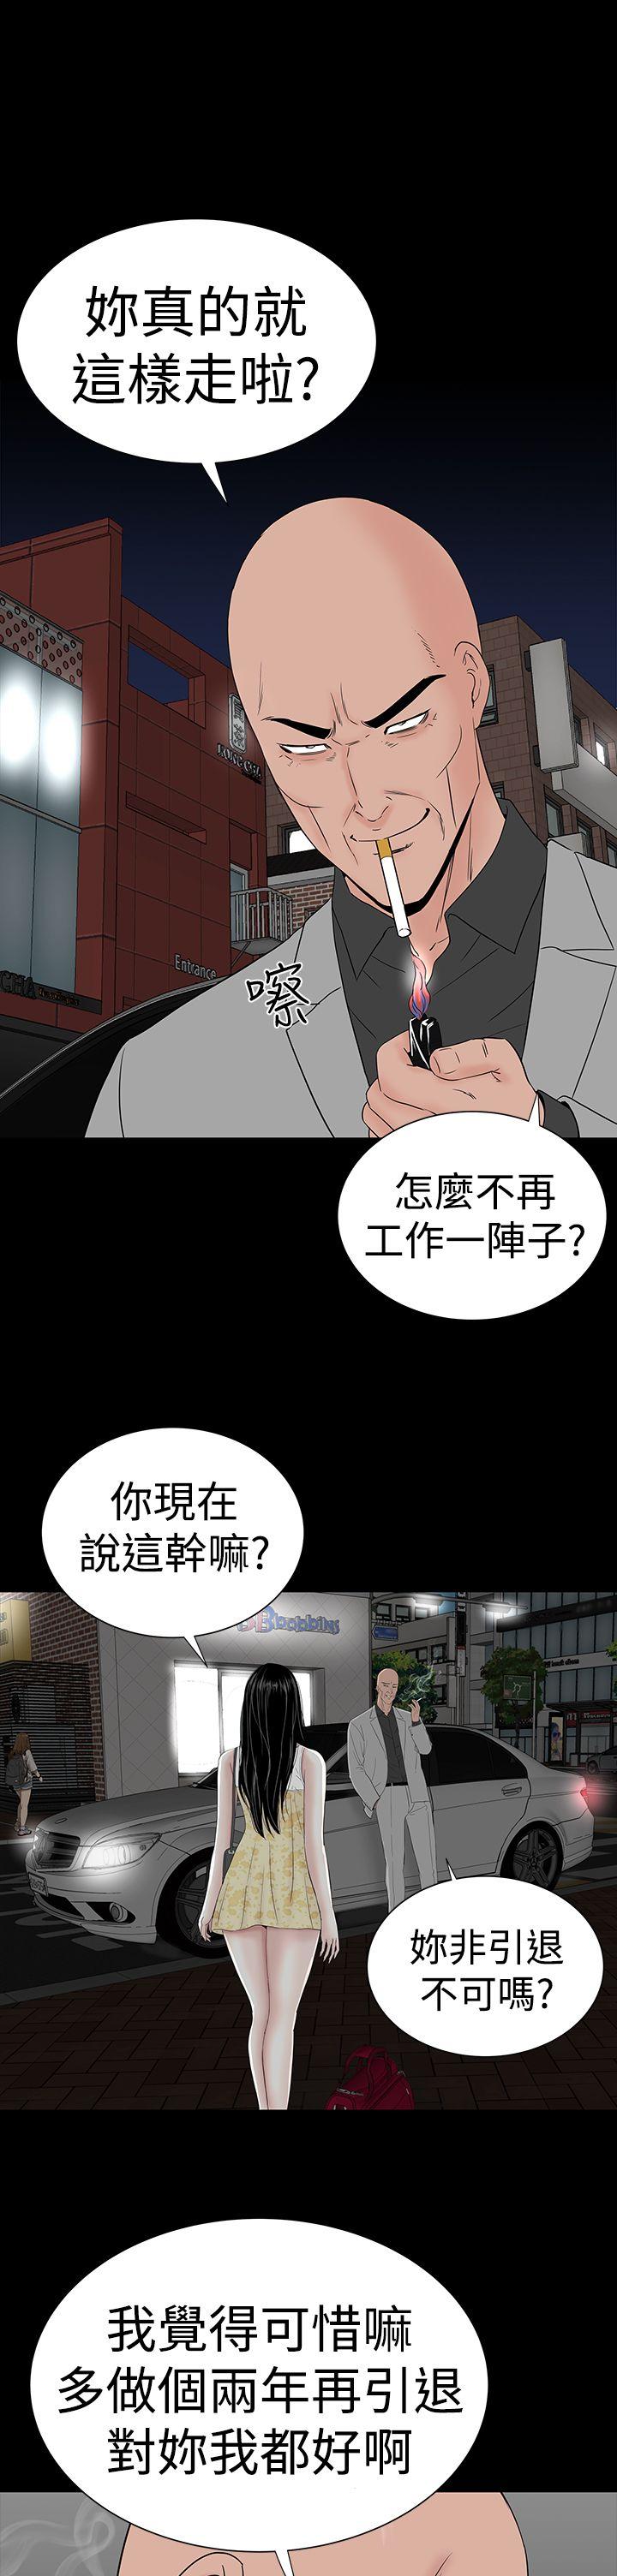 妳真的就
這樣走啦?
Entrance
CHA
嚓
怎麼不再
工作一陣子?
你現在
說這幹嘛?
BRbobbins
妳非引退
不可嗎?
我覺得可惜嘛
多做個兩年再引退
對妳我都好啊